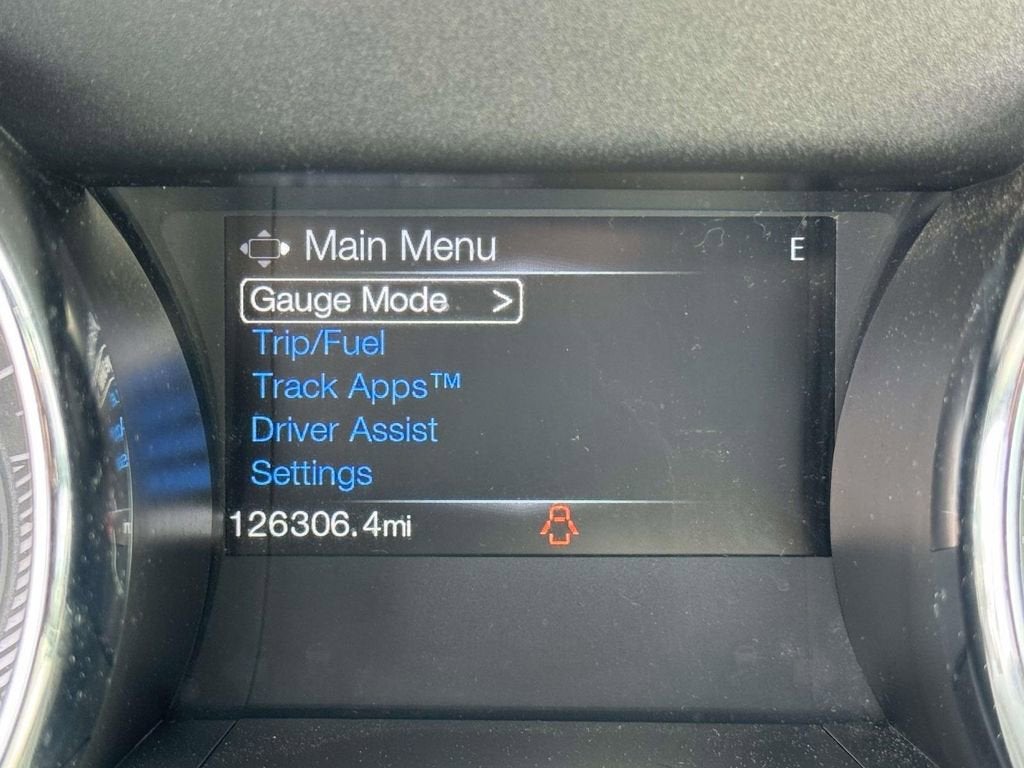 Main Menu E
Gauge Mode >
Trip/Fuel
Track Apps™
Driver Assist
Settings
126306.4mi